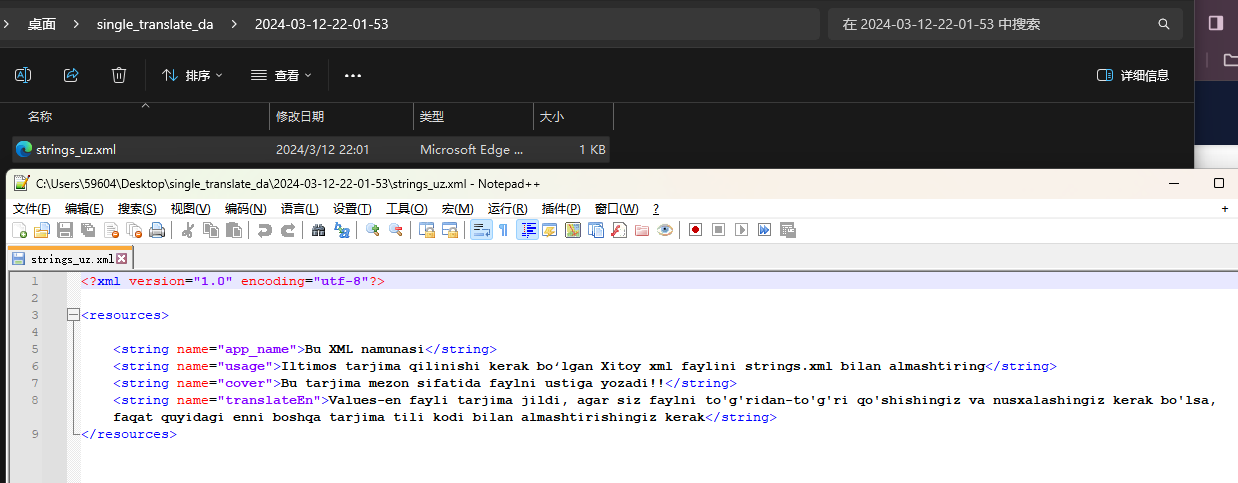 桌面 > single_translate_da > 2024-03-12-22-01-53
在 2024-03-12-22-01-53 中搜索
排序 查看 详细信息
名称 修改日期 类型 大小
strings_uz.xml 2024/3/12 22:01 Microsoft Edge ... 1 KB
C:\Users\59604\Desktop\single_translate_da\2024-03-12-22-01-53\strings_uz.xml - Notepad++
文件(F) 编辑(E) 搜索(S) 视图(V) 编码(N) 语言(L) 设置(T) 工具(O) 宏(M) 运行(R) 插件(P) 窗口(W) ?
strings_uz.xml
1 <?xml version="1.0" encoding="utf-8"?>
2
3 <resources>
4
5 <string name="app_name">Bu XML namunasi</string>
6 <string name="usage">Iltimos tarjima qilinishi kerak bo‘lgan Xitoy xml faylini strings.xml bilan almashtiring</string>
7 <string name="cover">Bu tarjima mezon sifatida faylni ustiga yozadi!!</string>
8 <string name="translateEn">Values-en fayli tarjima jildi, agar siz faylni to'g'ridan-to'g'ri qo'shishingiz va nusxalashingiz kerak bo'lsa,
faqat quyidagi enni boshqa tarjima tili kodi bilan almashtirishingiz kerak</string>
9 </resources>